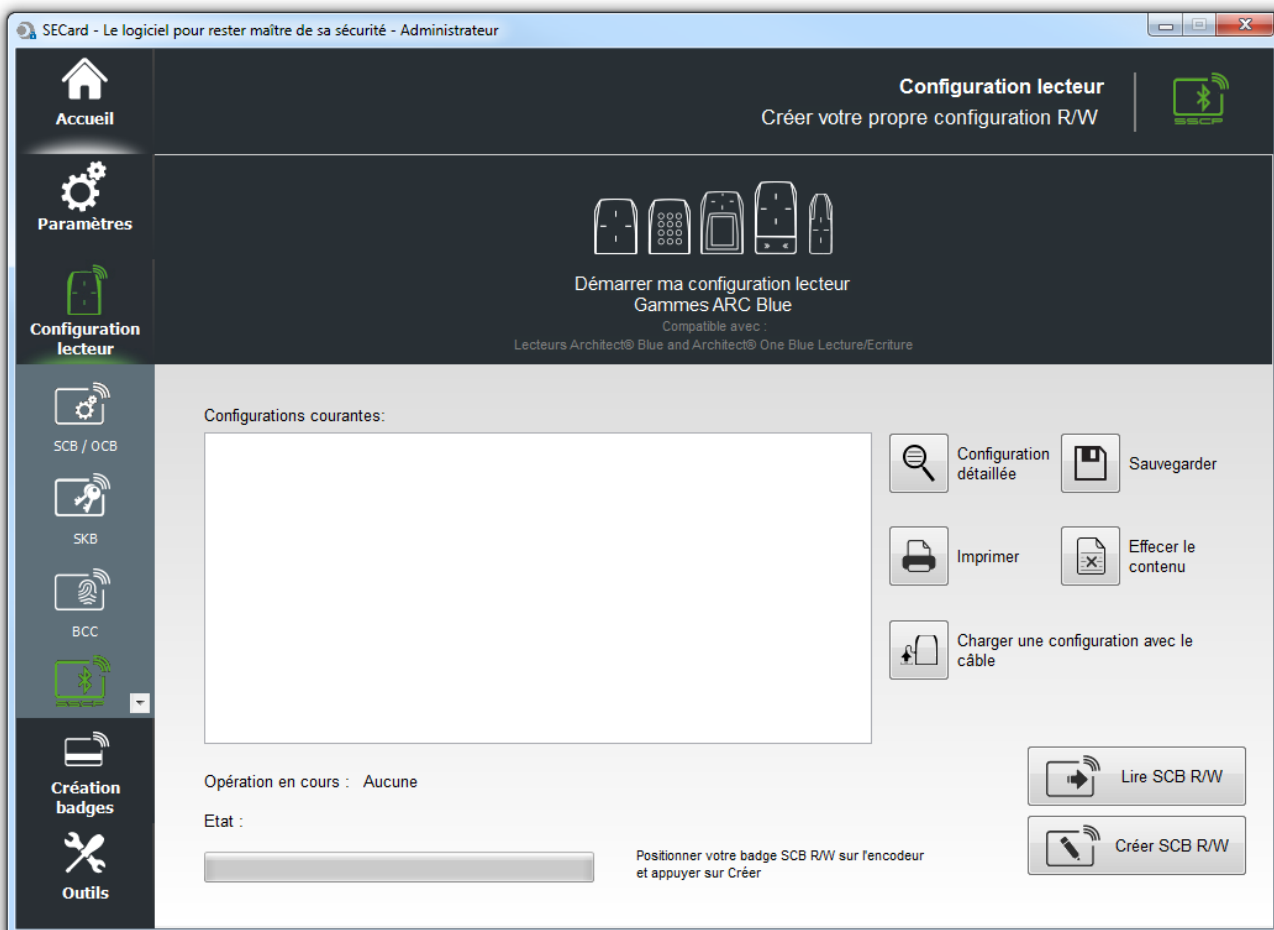 SECard - Le logiciel pour rester maître de sa sécurité - Administrateur
Accueil
Configuration lecteur
Créer votre propre configuration R/W
SSCP
Paramètres
Démarrer ma configuration lecteur
Gammes ARC Blue
Compatible avec :
Lecteurs Architect® Blue and Architect® One Blue Lecture/Ecriture
Configuration
lecteur
SCB / OCB
SKB
BCC
SSCP
Création
badges
Outils
Configurations courantes:
Configuration
détaillée
Sauvegarder
Imprimer
Effecer le
contenu
Charger une configuration avec le
câble
Opération en cours : Aucune
Etat :
Positionner votre badge SCB R/W sur l'encodeur
et appuyer sur Créer
Lire SCB R/W
Créer SCB R/W